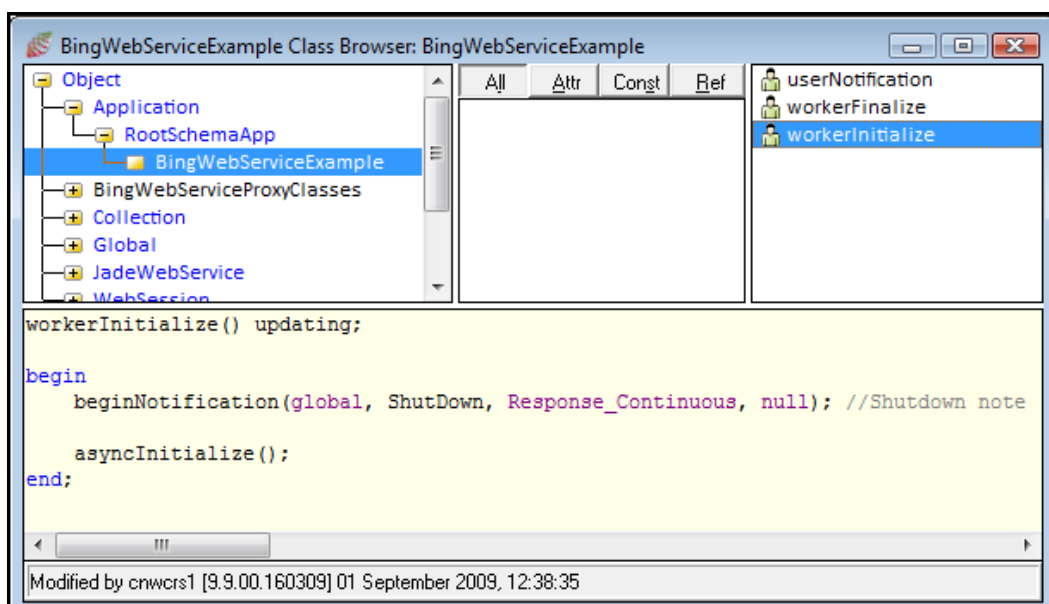 BingWebServiceExample Class Browser: BingWebServiceExample
Object
Application
RootSchemaApp
BingWebServiceExample
BingWebServiceProxyClasses
Collection
Global
JadeWebService
WebSession
All Attr Const Ref
userNotification
workerFinalize
workerInitialize
workerInitialize() updating;
begin
beginNotification(global, ShutDown, Response_Continuous, null); //Shutdown note
asyncInitialize();
end;
Modified by cnwcrs1 [9.9.00.160309] 01 September 2009, 12:38:35